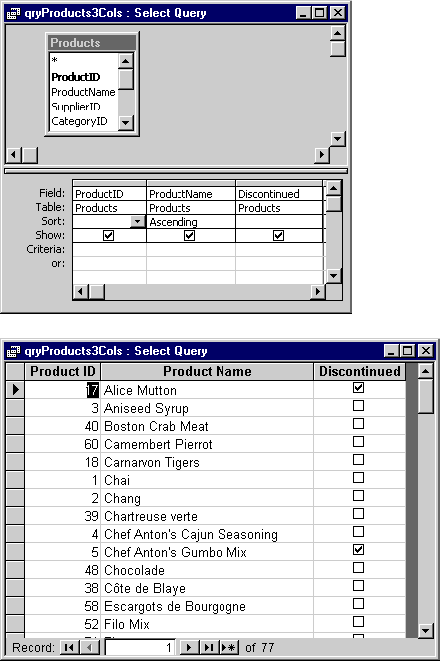 qryProducts3Cols : Select Query
Products
*
ProductID
ProductName
SupplierID
CategoryID
Field: ProductID ProductName Discontinued
Table: Products Products Products
Sort: Ascending
Show:
Criteria:
or:
qryProducts3Cols : Select Query
Product ID Product Name Discontinued
17 Alice Mutton
3 Aniseed Syrup
40 Boston Crab Meat
60 Camembert Pierrot
18 Carnarvon Tigers
1 Chai
2 Chang
39 Chartreuse verte
4 Chef Anton's Cajun Seasoning
5 Chef Anton's Gumbo Mix
48 Chocolade
38 Côte de Blaye
58 Escargots de Bourgogne
52 Filo Mix
Record: 1 of 77